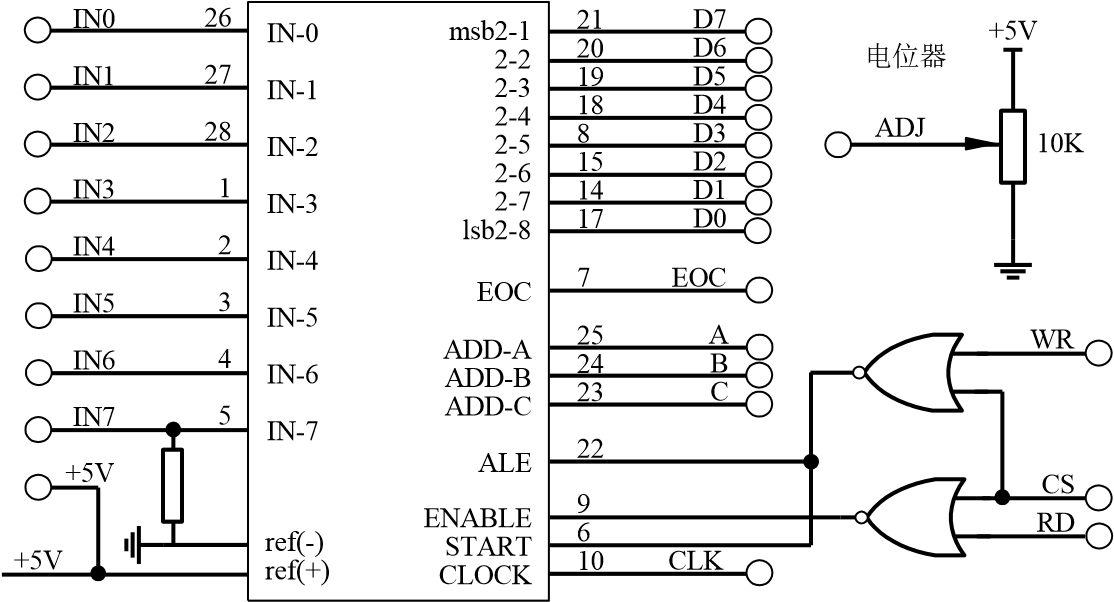 IN0 26 IN-0
IN1 27 IN-1
IN2 28 IN-2
IN3 1 IN-3
IN4 2 IN-4
IN5 3 IN-5
IN6 4 IN-6
IN7 5 IN-7
+5V
+5V
ref(-)
ref(+)
msb2-1 21 D7
2-2 20 D6
2-3 19 D5
2-4 18 D4
2-5 8 D3
2-6 15 D2
2-7 14 D1
lsb2-8 17 D0
EOC 7 EOC
ADD-A 25 A
ADD-B 24 B
ADD-C 23 C
ALE 22
ENABLE 9
START 6
CLOCK 10 CLK
电位器
+5V
ADJ
10K
WR
CS
RD